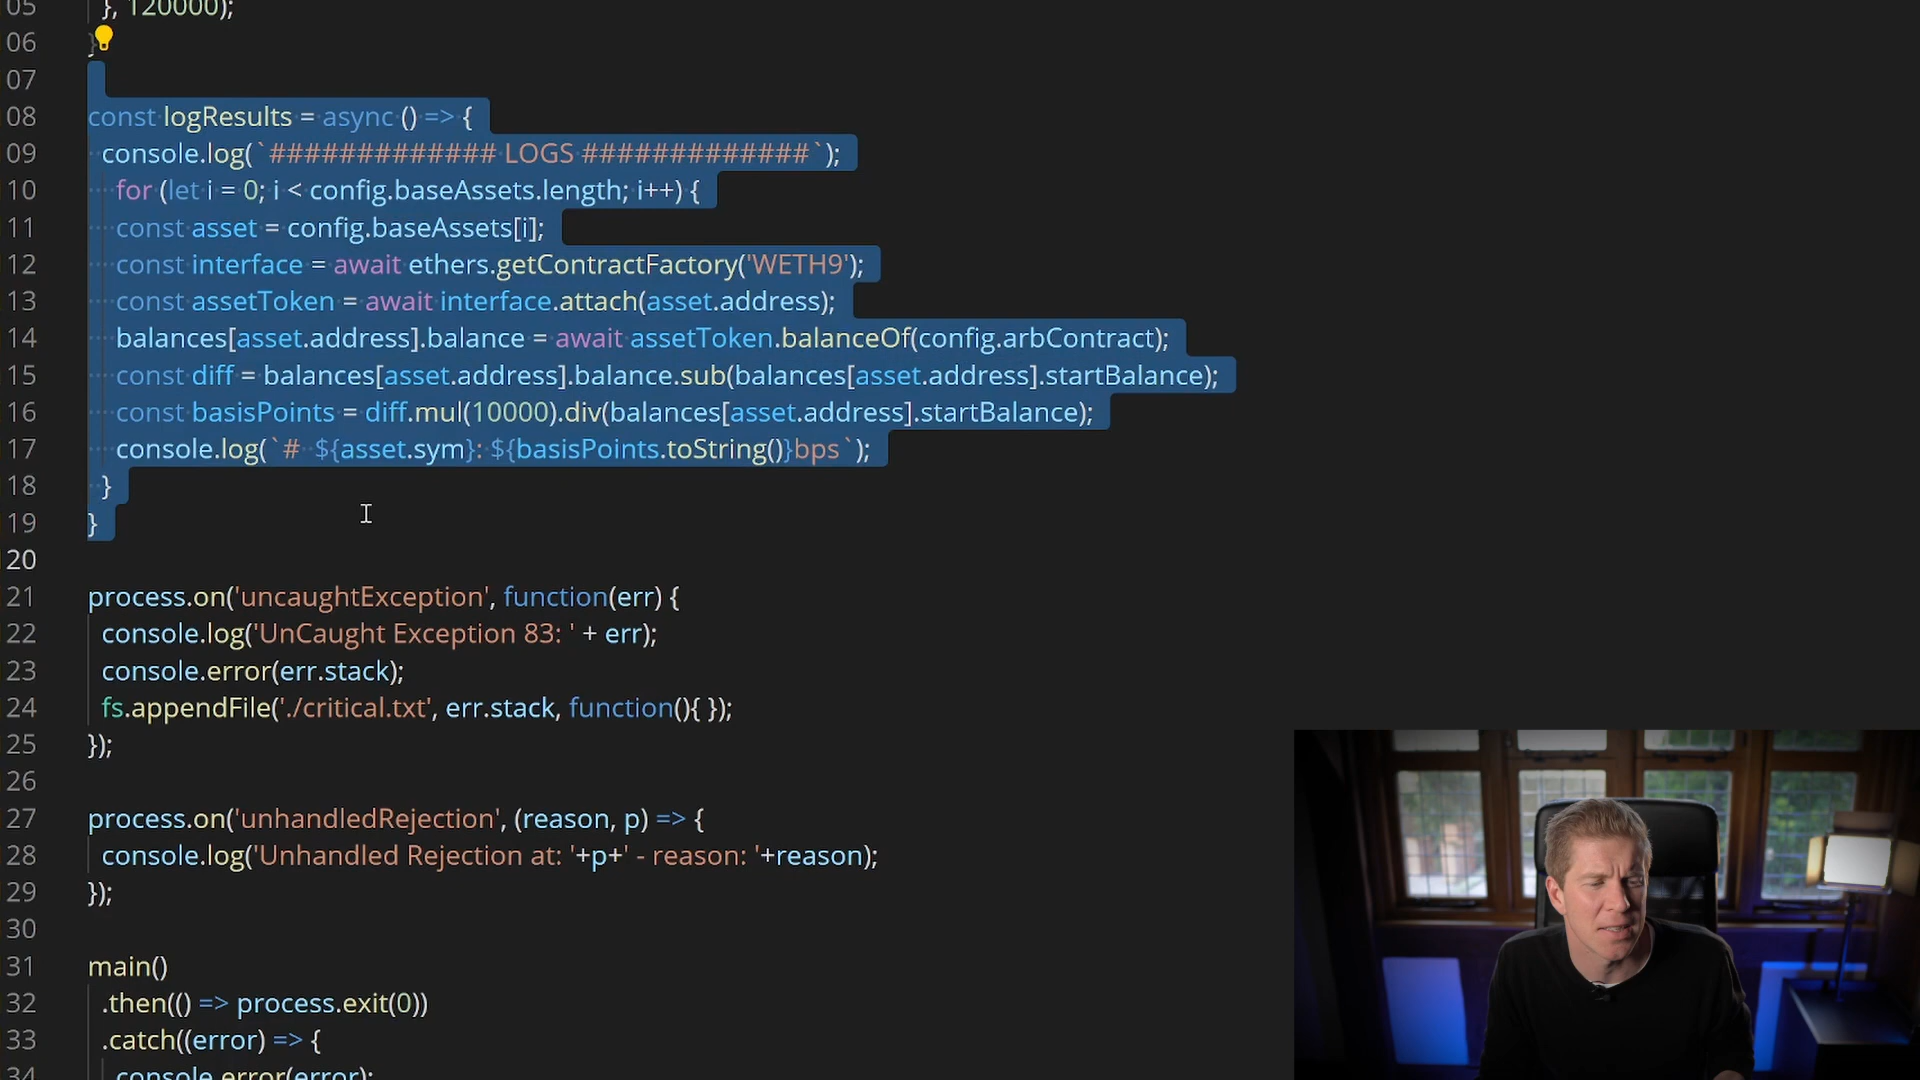 05 }, 120000);
06 }
07
08 const logResults = async () => {
09 console.log(`############# LOGS #############`);
10 for (let i = 0; i < config.baseAssets.length; i++) {
11 const asset = config.baseAssets[i];
12 const interface = await ethers.getContractFactory('WETH9');
13 const assetToken = await interface.attach(asset.address);
14 balances[asset.address].balance = await assetToken.balanceOf(config.arbContract);
15 const diff = balances[asset.address].balance.sub(balances[asset.address].startBalance);
16 const basisPoints = diff.mul(10000).div(balances[asset.address].startBalance);
17 console.log(`#  ${asset.sym}: ${basisPoints.toString()}bps`);
18 }
19 }
20
21 process.on('uncaughtException', function(err) {
22 console.log('UnCaught Exception 83: ' + err);
23 console.error(err.stack);
24 fs.appendFile('./critical.txt', err.stack, function(){ });
25 });
26
27 process.on('unhandledRejection', (reason, p) => {
28 console.log('Unhandled Rejection at: '+p+' - reason: '+reason);
29 });
30
31 main()
32 .then(() => process.exit(0))
33 .catch((error) => {
34 console.error(error);